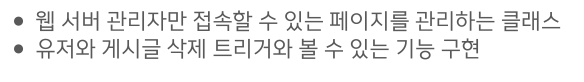 • 웹 서버 관리자만 접속할 수 있는 페이지를 관리하는 클래스
• 유저와 게시글 삭제 트리거와 볼 수 있는 기능 구현